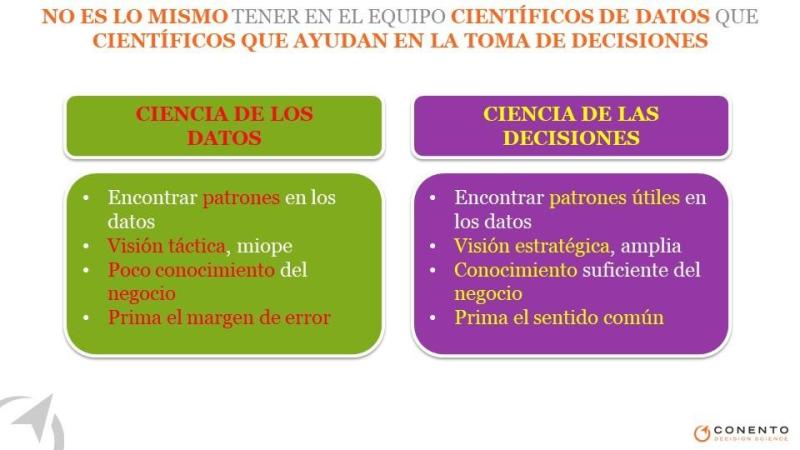 NO ES LO MISMO TENER EN EL EQUIPO CIENTÍFICOS DE DATOS QUE
CIENTÍFICOS QUE AYUDAN EN LA TOMA DE DECISIONES
CIENCIA DE LOS
DATOS
• Encontrar patrones en los
datos
• Visión táctica, miope
• Poco conocimiento del
negocio
• Prima el margen de error
CIENCIA DE LAS
DECISIONES
• Encontrar patrones útiles en
los datos
• Visión estratégica, amplia
• Conocimiento suficiente del
negocio
• Prima el sentido común
CONENTO
DECISION SCIENCE